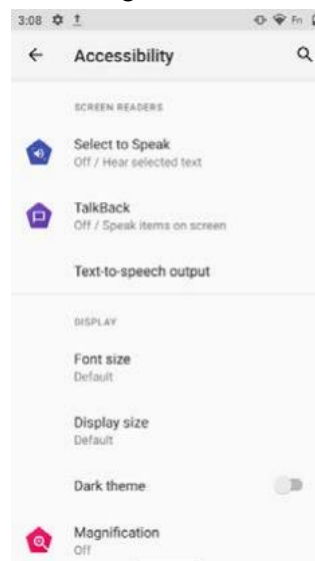 3:08 Fn
Accessibility
SCREEN READERS
Select to Speak
Off / Hear selected text
TalkBack
Off / Speak items on screen
Text-to-speech output
DISPLAY
Font size
Default
Display size
Default
Dark theme
Magnification
Off